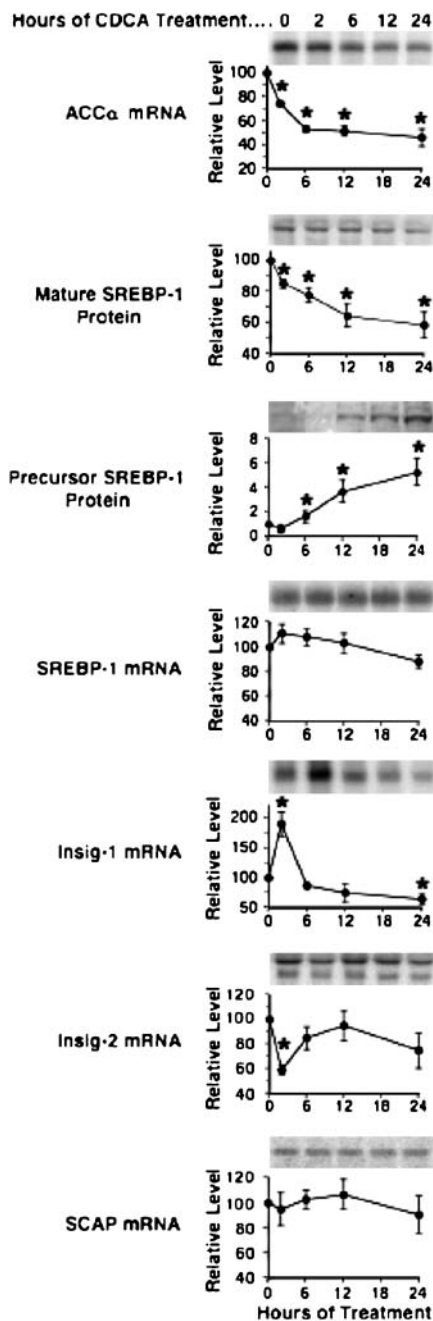 Hours of CDCA Treatment.... 0 2 6 12 24
ACCα mRNA
Relative Level
100
80
60
40
20
0 6 12 18 24
Mature SREBP-1
Protein
Relative Level
100
80
60
40
0 6 12 18 24
Precursor SREBP-1
Protein
Relative Level
8
6
4
2
0
0 6 12 18 24
SREBP-1 mRNA
Relative Level
120
100
80
60
40
0 6 12 18 24
Insig-1 mRNA
Relative Level
200
150
100
50
0 6 12 18 24
Insig-2 mRNA
Relative Level
120
100
80
60
40
0 6 12 18 24
SCAP mRNA
Relative Level
120
100
80
60
40
0 6 12 18 24
Hours of Treatment